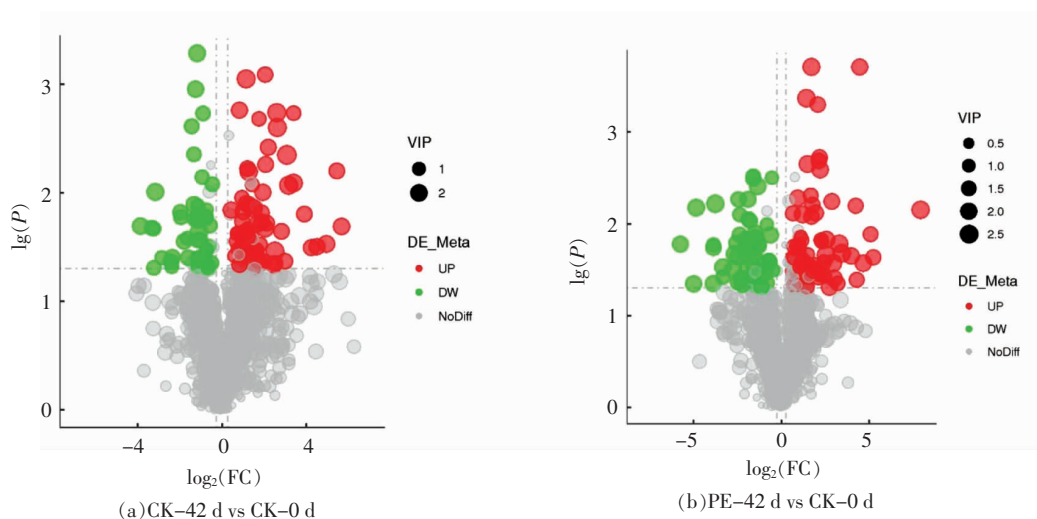 lg(P)
3
2
1
0
−4
0
4
log₂(FC)
VIP
1
2
DE_Meta
UP
DW
NoDiff
(a)CK−42 d vs CK−0 d
lg(P)
3
2
1
0
−5
0
5
log₂(FC)
VIP
0.5
1.0
1.5
2.0
2.5
DE_Meta
UP
DW
NoDiff
(b)PE−42 d vs CK−0 d